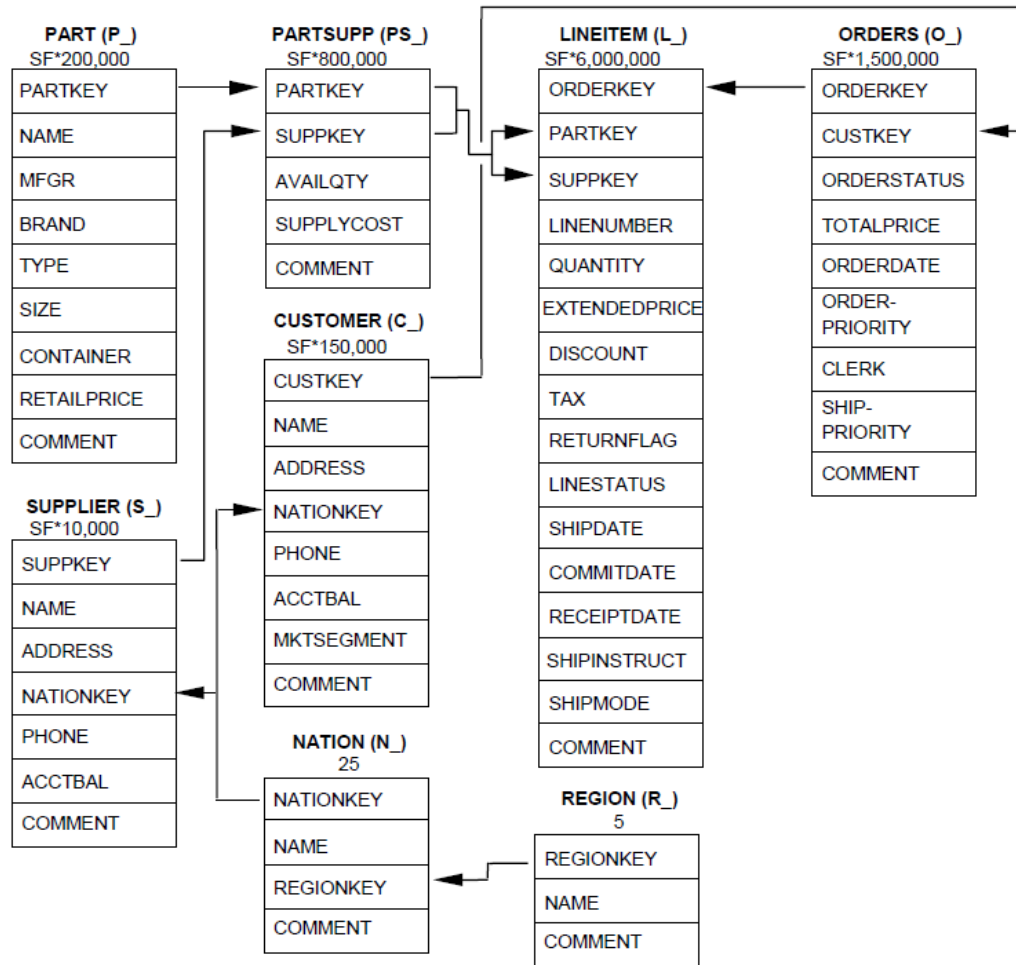 PART (P_)
SF*200,000
PARTKEY
NAME
MFGR
BRAND
TYPE
SIZE
CONTAINER
RETAILPRICE
COMMENT
SUPPLIER (S_)
SF*10,000
SUPPKEY
NAME
ADDRESS
NATIONKEY
PHONE
ACCTBAL
COMMENT
PARTSUPP (PS_)
SF*800,000
PARTKEY
SUPPKEY
AVAILQTY
SUPPLYCOST
COMMENT
CUSTOMER (C_)
SF*150,000
CUSTKEY
NAME
ADDRESS
NATIONKEY
PHONE
ACCTBAL
MKTSEGMENT
COMMENT
NATION (N_)
25
NATIONKEY
NAME
REGIONKEY
COMMENT
LINEITEM (L_)
SF*6,000,000
ORDERKEY
PARTKEY
SUPPKEY
LINENUMBER
QUANTITY
EXTENDEDPRICE
DISCOUNT
TAX
RETURNFLAG
LINESTATUS
SHIPDATE
COMMITDATE
RECEIPTDATE
SHIPINSTRUCT
SHIPMODE
COMMENT
REGION (R_)
5
REGIONKEY
NAME
COMMENT
ORDERS (O_)
SF*1,500,000
ORDERKEY
CUSTKEY
ORDERSTATUS
TOTALPRICE
ORDERDATE
ORDER-
PRIORITY
CLERK
SHIP-
PRIORITY
COMMENT